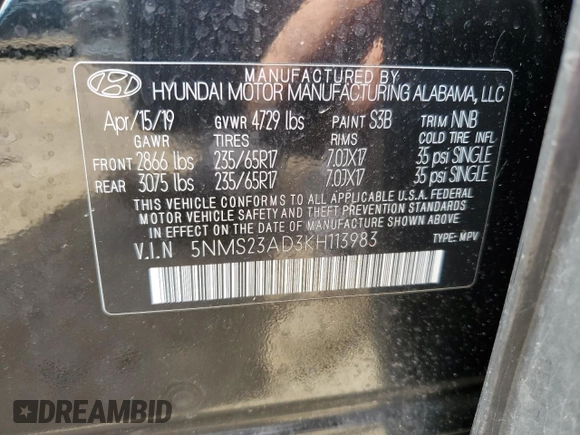 MANUFACTURED BY
HYUNDAI MOTOR MANUFACTURING ALABAMA, LLC
Apr/15/19 GVWR 4729 lbs PAINT S3B TRIM NNB
GAWR TIRES RIMS COLD TIRE INFL
FRONT 2866 lbs 235/65R17 7.0JX17 35 psi SINGLE
REAR 3075 lbs 235/65R17 7.0JX17 35 psi SINGLE
THIS VEHICLE CONFORMS TO ALL APPLICABLE U.S.A. FEDERAL
MOTOR VEHICLE SAFETY AND THEFT PREVENTION STANDARDS
IN EFFECT ON THE DATE OF MANUFACTURE SHOWN ABOVE
V.I.N 5NMS23AD3KH113983 TYPE: MPV
DREAMBID